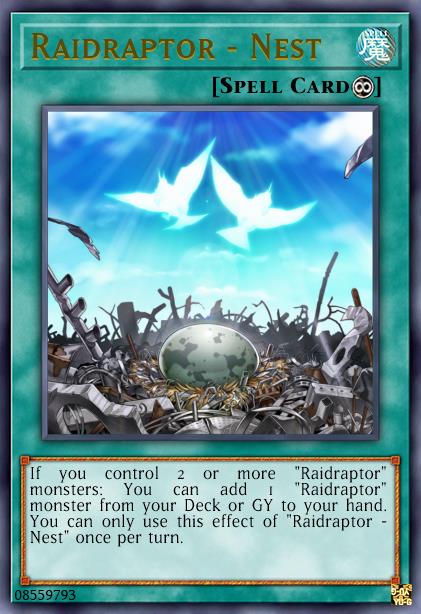 Raidraptor - Nest
SPELL
魔
[Spell Card]
If you control 2 or more "Raidraptor"
monsters: You can add 1 "Raidraptor"
monster from your Deck or GY to your hand.
You can only use this effect of "Raidraptor -
Nest" once per turn.
08559793